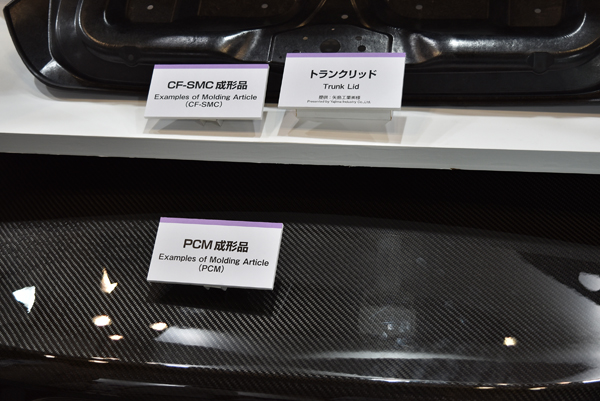 CF-SMC 成形品
Examples of Molding Article
(CF-SMC)
トランクリッド
Trunk Lid
PCM 成形品
Examples of Molding Article
(PCM)